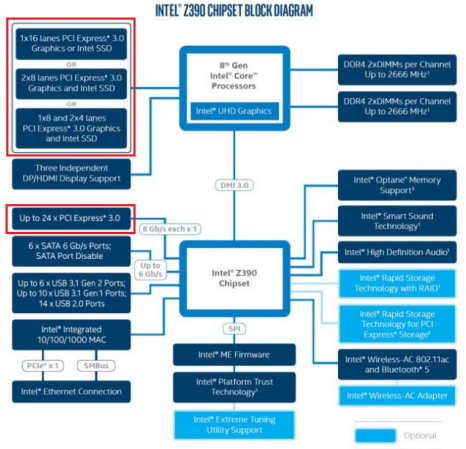 INTEL® Z390 CHIPSET BLOCK DIAGRAM
1x16 lanes PCI Express* 3.0
Graphics or Intel SSD
OR
2x8 lanes PCI Express* 3.0
Graphics and Intel SSD
OR
1x8 and 2x4 lanes
PCI Express* 3.0 Graphics
and Intel SSD
Three Independent
DP/HDMI Display Support
8th Gen
Intel® Core™
Processors
Intel® UHD Graphics
DDR4 2xDIMMs per Channel
Up to 2666 MHz¹
DDR4 2xDIMMs per Channel
Up to 2666 MHz¹
DMI 3.0
Up to 24 x PCI Express* 3.0
8 Gb/s each x 1
6 x SATA 6 Gb/s Ports;
SATA Port Disable
Up to
6 Gb/s
Up to 6 x USB 3.1 Gen 2 Ports;
Up to 10 x USB 3.1 Gen 1 Ports;
14 x USB 2.0 Ports
Intel® Integrated
10/100/1000 MAC
PCIe* x 1
SMBus
Intel® Ethernet Connection
Intel® Z390
Chipset
SPI
Intel® ME Firmware
Intel® Platform Trust
Technology¹
Intel® Extreme Tuning
Utility Support
Intel® Optane™ Memory
Support²
Intel® Smart Sound
Technology¹
Intel® High Definition Audio¹
Intel® Rapid Storage
Technology with RAID¹
Intel® Rapid Storage
Technology for PCI
Express* Storage¹
Intel® Wireless-AC 802.11ac
and Bluetooth* 5
Intel® Wireless-AC Adapter
Optional